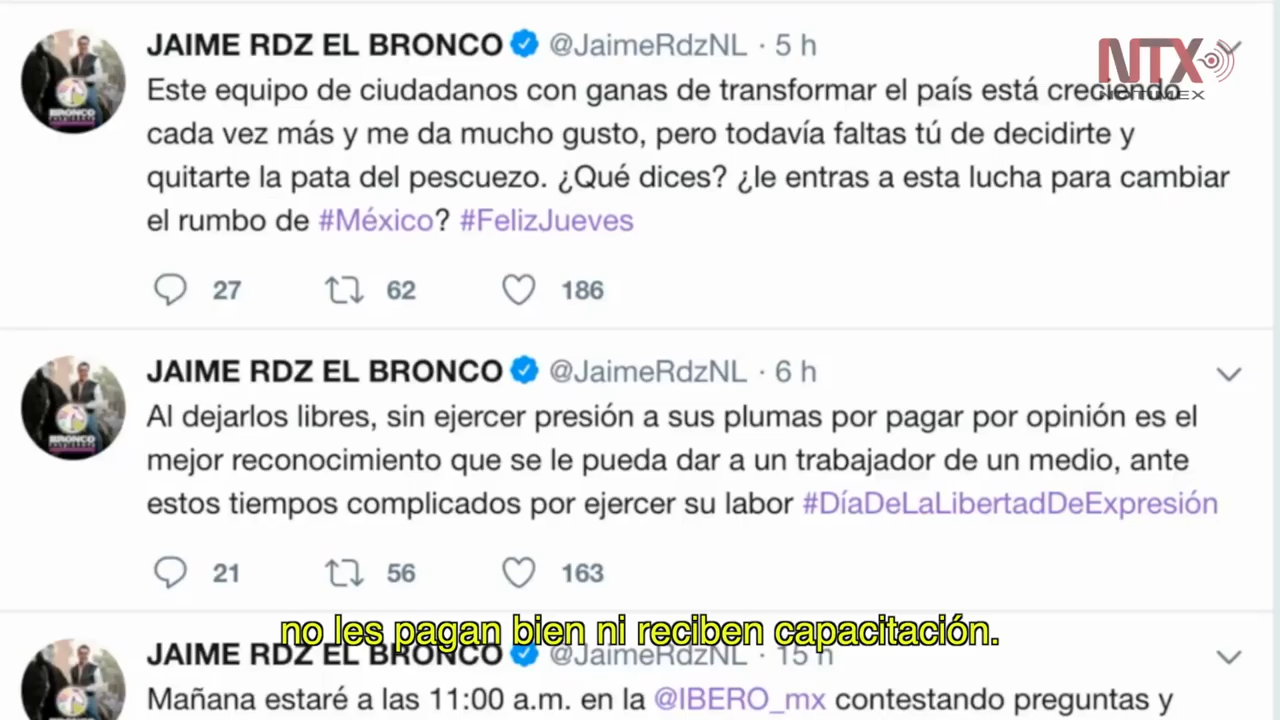 JAIME RDZ EL BRONCO @JaimeRdzNL · 5 h
NTX
NOTIMEX
Este equipo de ciudadanos con ganas de transformar el país está creciendo
cada vez más y me da mucho gusto, pero todavía faltas tú de decidirte y
quitarte la pata del pescuezo. ¿Qué dices? ¿le entras a esta lucha para cambiar
el rumbo de #México? #FelizJueves
27 62 186
JAIME RDZ EL BRONCO @JaimeRdzNL · 6 h
BRONCO
Al dejarlos libres, sin ejercer presión a sus plumas por pagar por opinión es el
mejor reconocimiento que se le pueda dar a un trabajador de un medio, ante
estos tiempos complicados por ejercer su labor #DíaDeLaLibertadDeExpresión
21 56 163
no les pagan bien ni reciben capacitación.
JAIME RDZ EL BRONCO @JaimeRdzNL · 15 h
Mañana estaré a las 11:00 a.m. en la @IBERO_mx contestando preguntas y